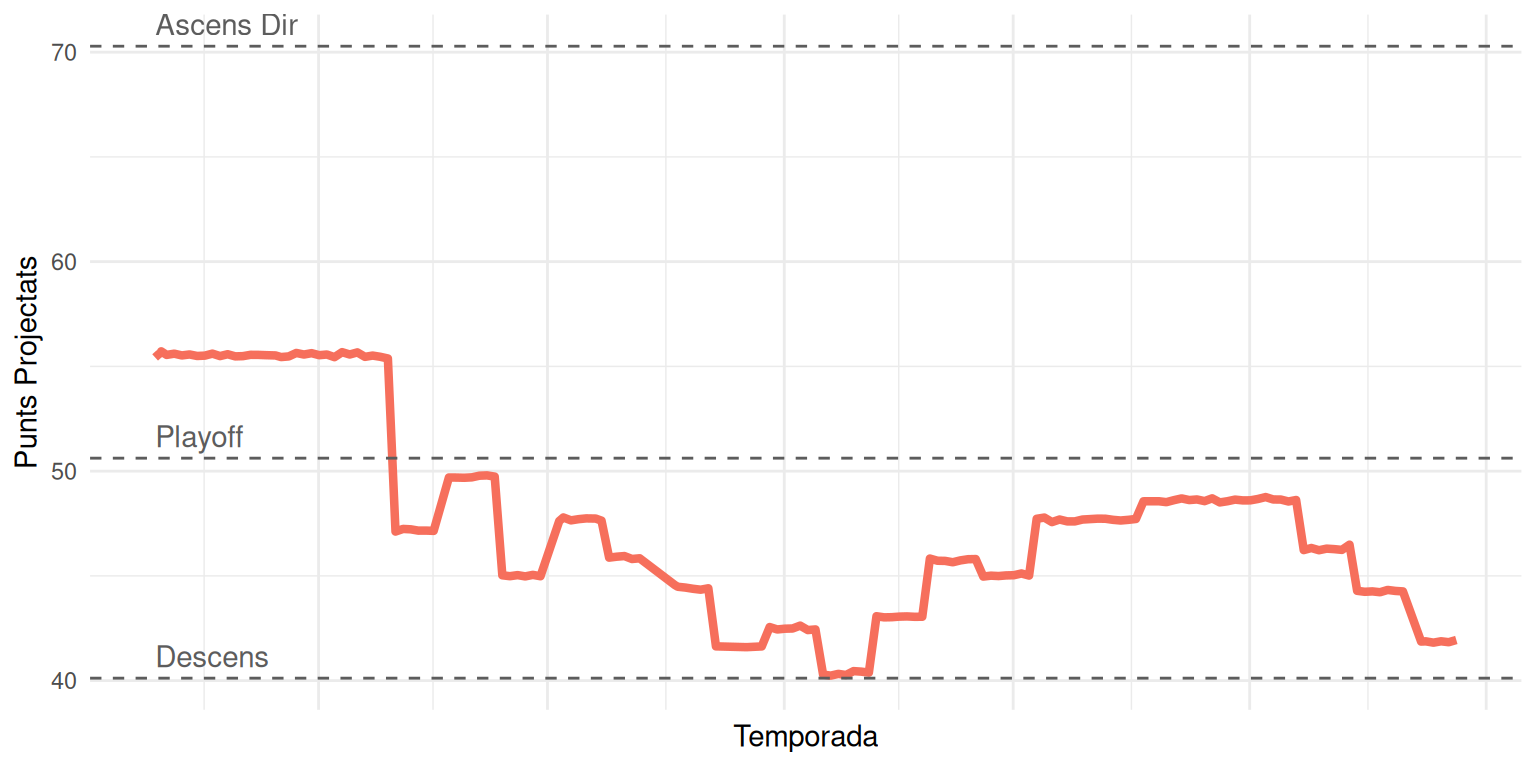 Ascens Dir
70
60
Punts Projectats
Playoff
50
Descens
40
Temporada